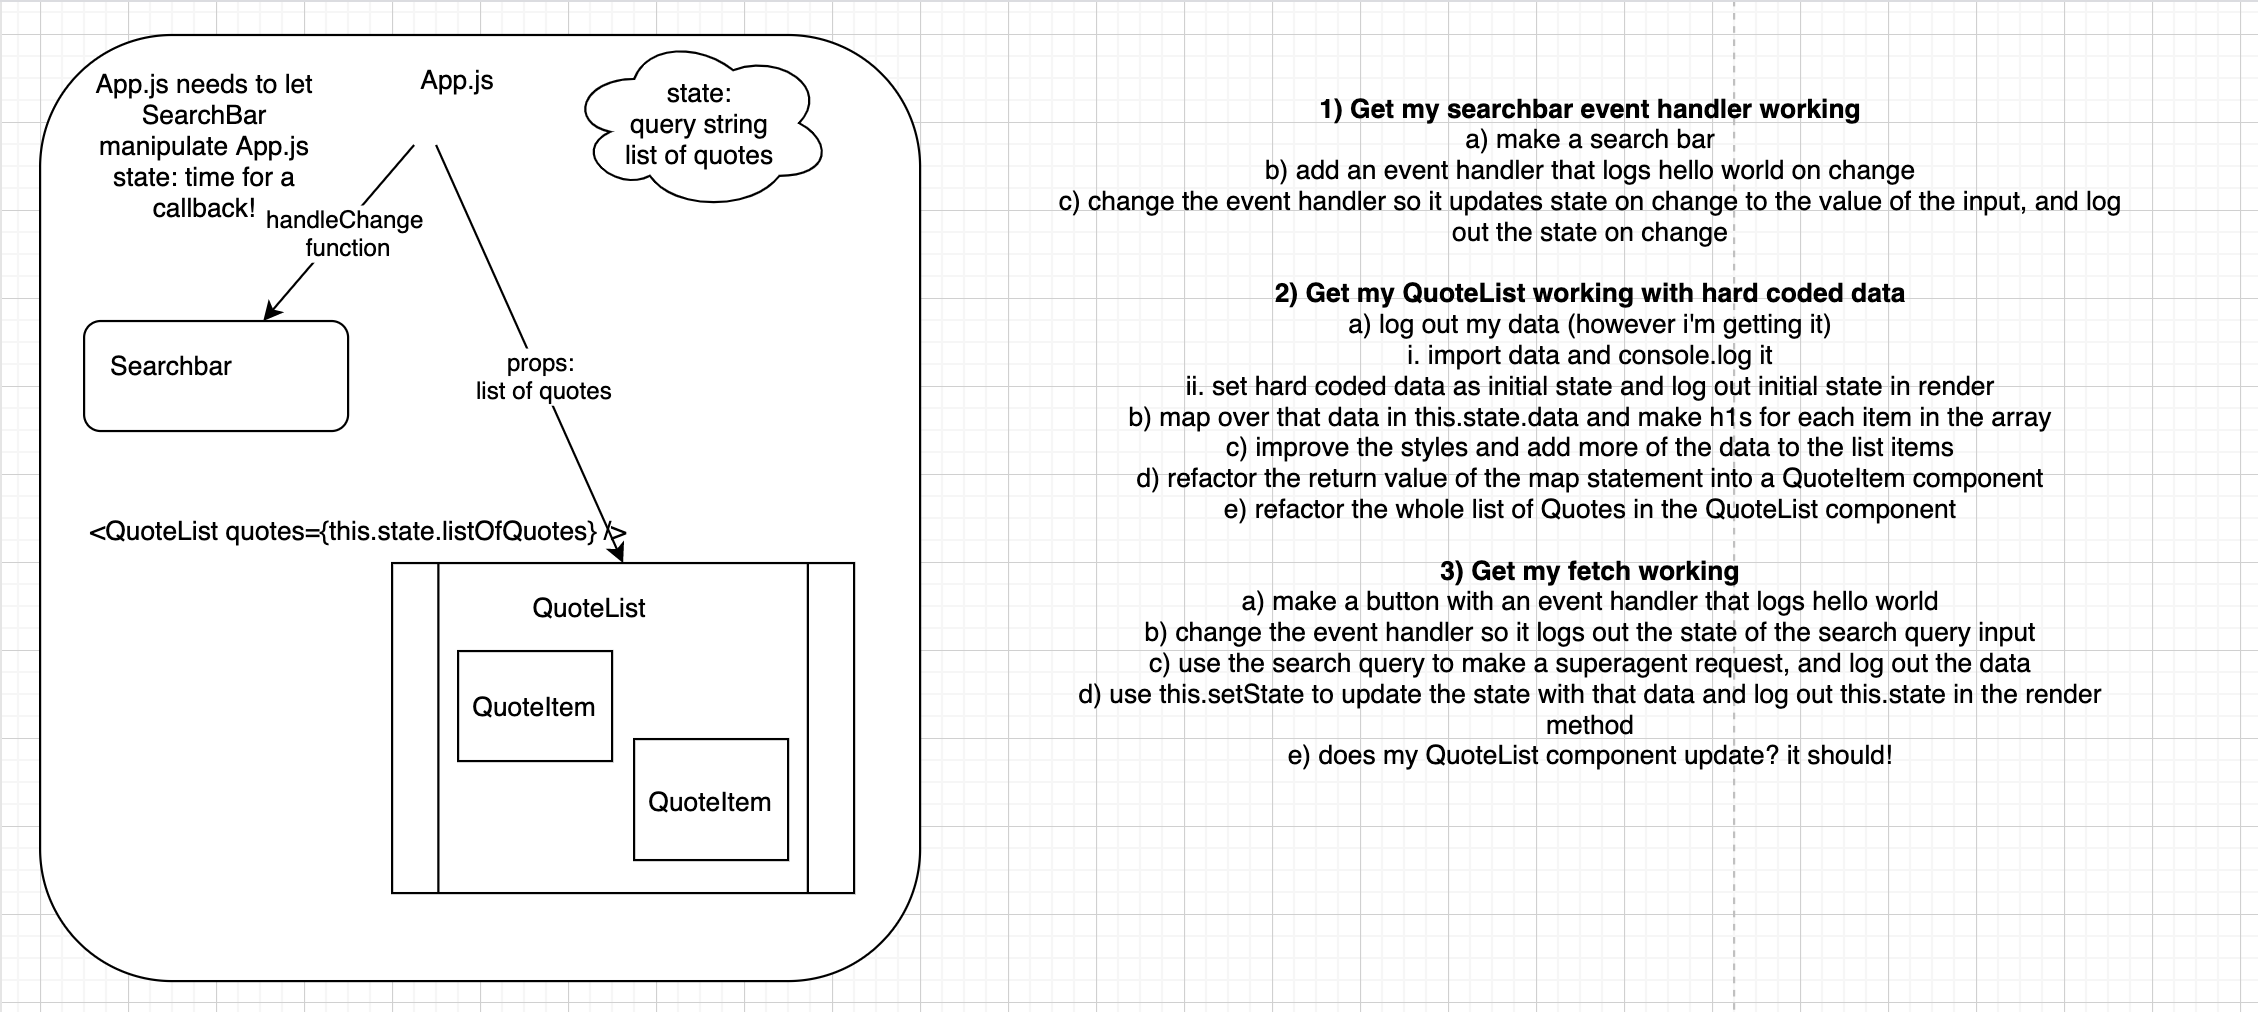 App.js needs to let
SearchBar
manipulate App.js
state: time for a
callback!
App.js
state:
query string
list of quotes
handleChange
function
Searchbar
props:
list of quotes
<QuoteList quotes={this.state.listOfQuotes} />
QuoteList
QuoteItem
QuoteItem
1) Get my searchbar event handler working
a) make a search bar
b) add an event handler that logs hello world on change
c) change the event handler so it updates state on change to the value of the input, and log
out the state on change
2) Get my QuoteList working with hard coded data
a) log out my data (however i'm getting it)
i. import data and console.log it
ii. set hard coded data as initial state and log out initial state in render
b) map over that data in this.state.data and make h1s for each item in the array
c) improve the styles and add more of the data to the list items
d) refactor the return value of the map statement into a QuoteItem component
e) refactor the whole list of Quotes in the QuoteList component
3) Get my fetch working
a) make a button with an event handler that logs hello world
b) change the event handler so it logs out the state of the search query input
c) use the search query to make a superagent request, and log out the data
d) use this.setState to update the state with that data and log out this.state in the render
method
e) does my QuoteList component update? it should!